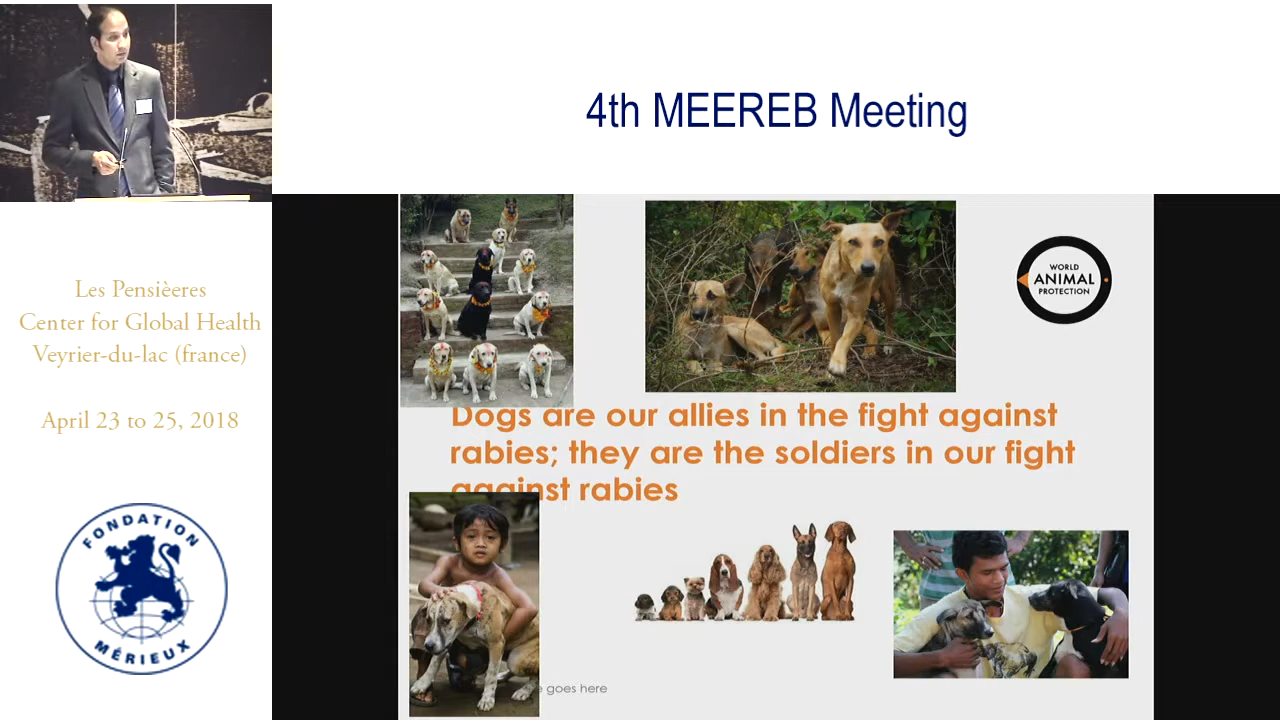 4th MEEREB Meeting
Les Pensièeres
Center for Global Health
Veyrier-du-lac (france)
April 23 to 25, 2018
FONDATION
MÉRIEUX
WORLD
ANIMAL
PROTECTION
Dogs are our allies in the fight against
rabies; they are the soldiers in our fight
against rabies
goes here